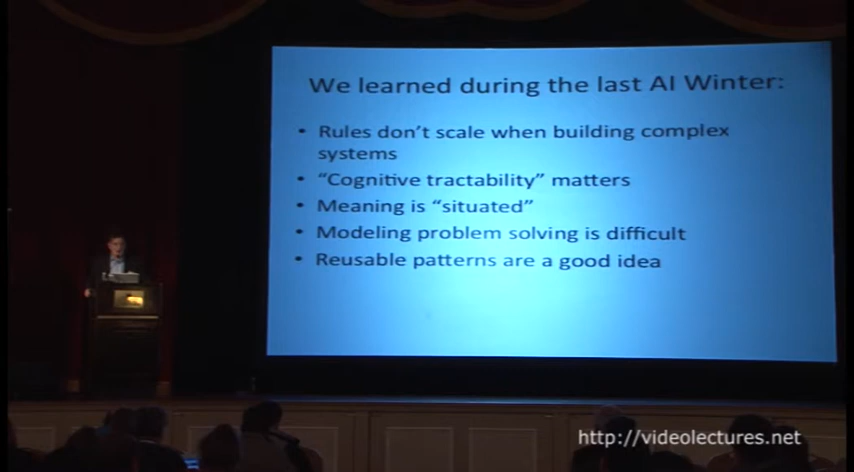 We learned during the last AI Winter:
• Rules don't scale when building complex
systems
• "Cognitive tractability" matters
• Meaning is "situated"
• Modeling problem solving is difficult
• Reusable patterns are a good idea
http://videolectures.net